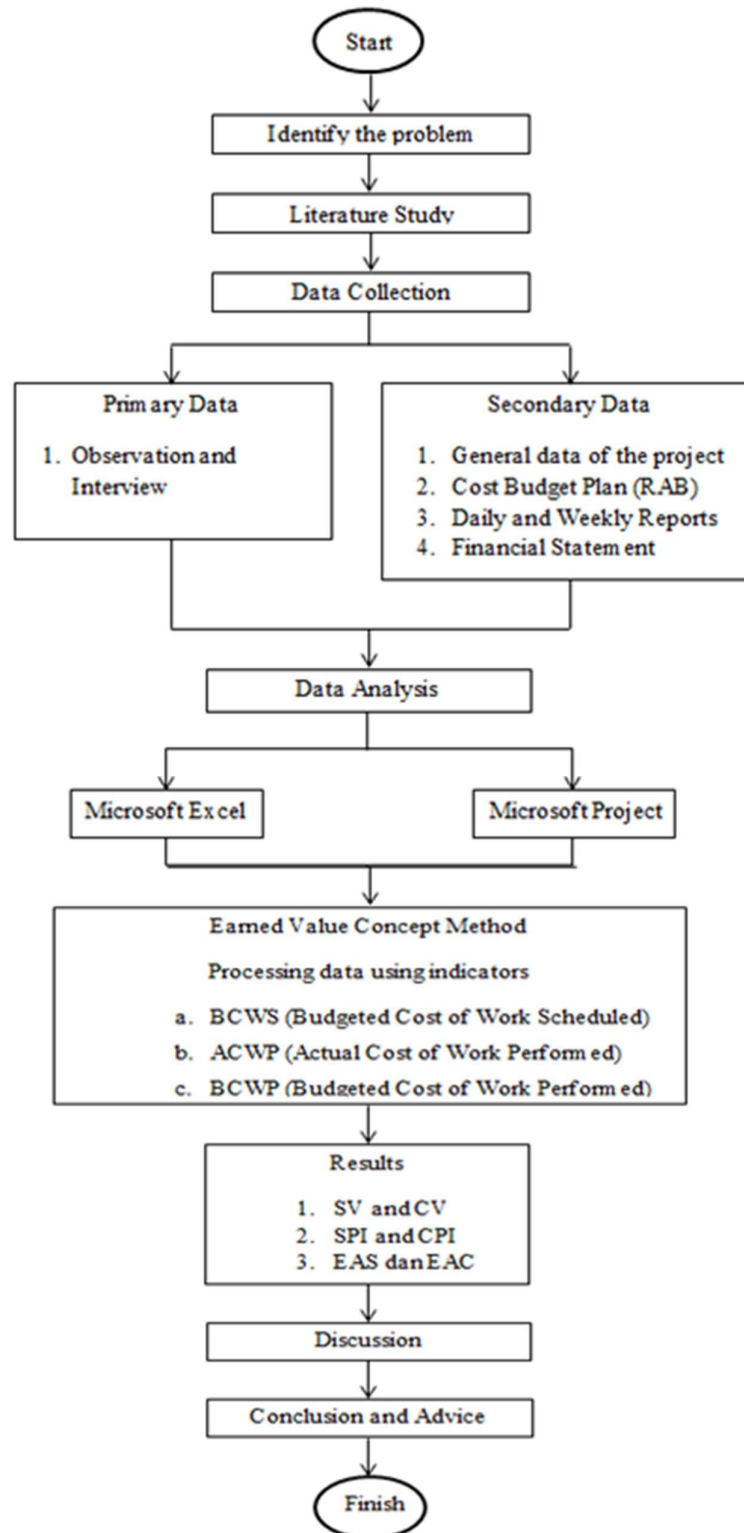 Start
Identify the problem
Literature Study
Data Collection
Primary Data
1. Observation and
Interview
Secondary Data
1. General data of the project
2. Cost Budget Plan (RAB)
3. Daily and Weekly Reports
4. Financial Statement
Data Analysis
Microsoft Excel
Microsoft Project
Earned Value Concept Method
Processing data using indicators
a. BCWS (Budgeted Cost of Work Scheduled)
b. ACWP (Actual Cost of Work Performed)
c. BCWP (Budgeted Cost of Work Performed)
Results
1. SV and CV
2. SPI and CPI
3. EAS dan EAC
Discussion
Conclusion and Advice
Finish